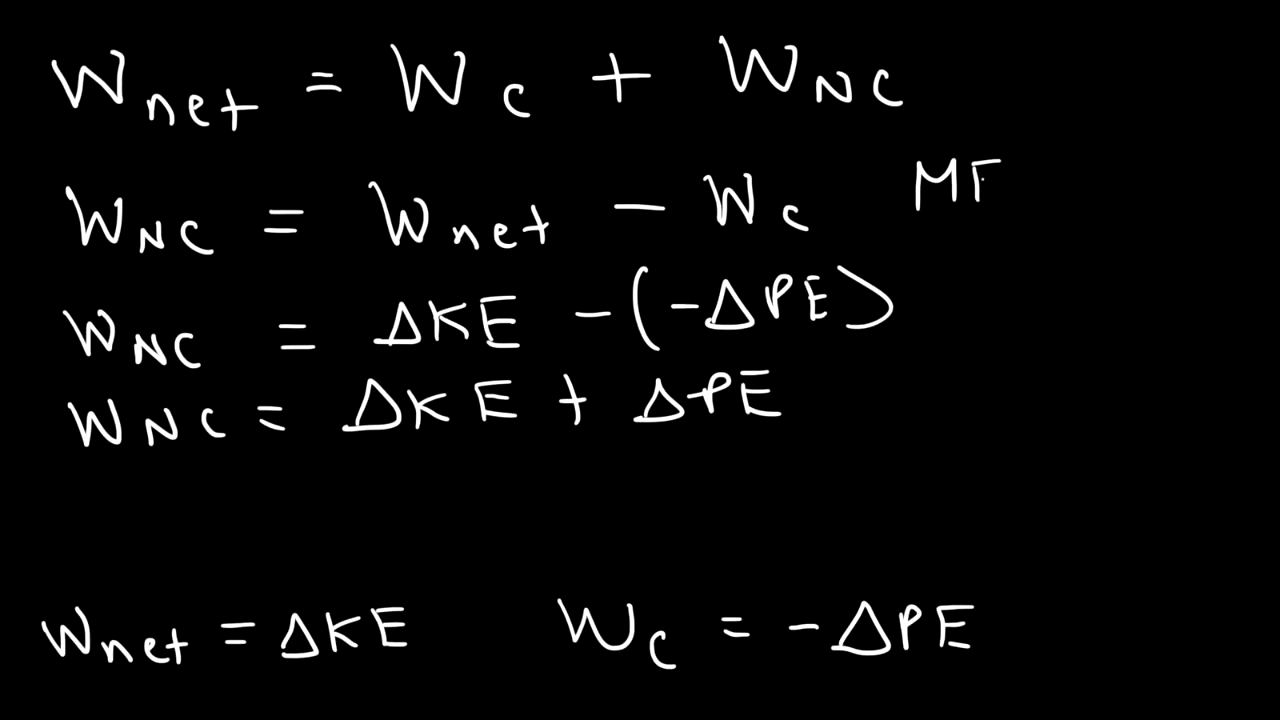 Wnet = Wc + WNC
WNC = Wnet - Wc MF
WNC = ΔKE -(-ΔPE)
WNC = ΔKE + ΔPE
Wnet = ΔKE Wc = -ΔPE